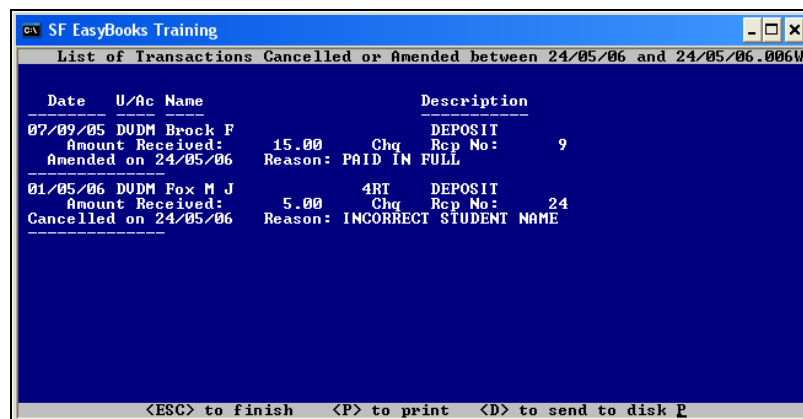 SF EasyBooks Training
List of Transactions Cancelled or Amended between 24/05/06 and 24/05/06.006W
Date U/Ac Name Description
07/09/05 DVDM Brock F DEPOSIT
Amount Received: 15.00 Chq Rcp No: 9
Amended on 24/05/06 Reason: PAID IN FULL
01/05/06 DVDM Fox M J 4RT DEPOSIT
Amount Received: 5.00 Chq Rcp No: 24
Cancelled on 24/05/06 Reason: INCORRECT STUDENT NAME
<ESC> to finish <P> to print <D> to send to disk P